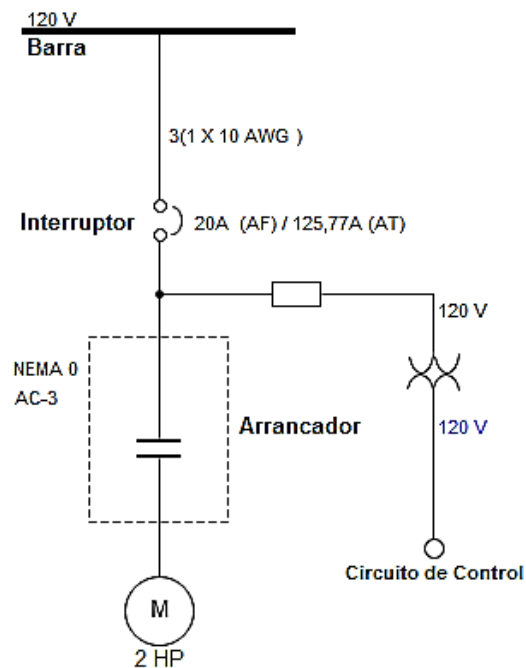 120 V
Barra
3(1 X 10 AWG )
Interruptor
20A (AF) / 125,77A (AT)
120 V
NEMA 0
AC-3
Arrancador
120 V
Circuito de Control
M
2 HP